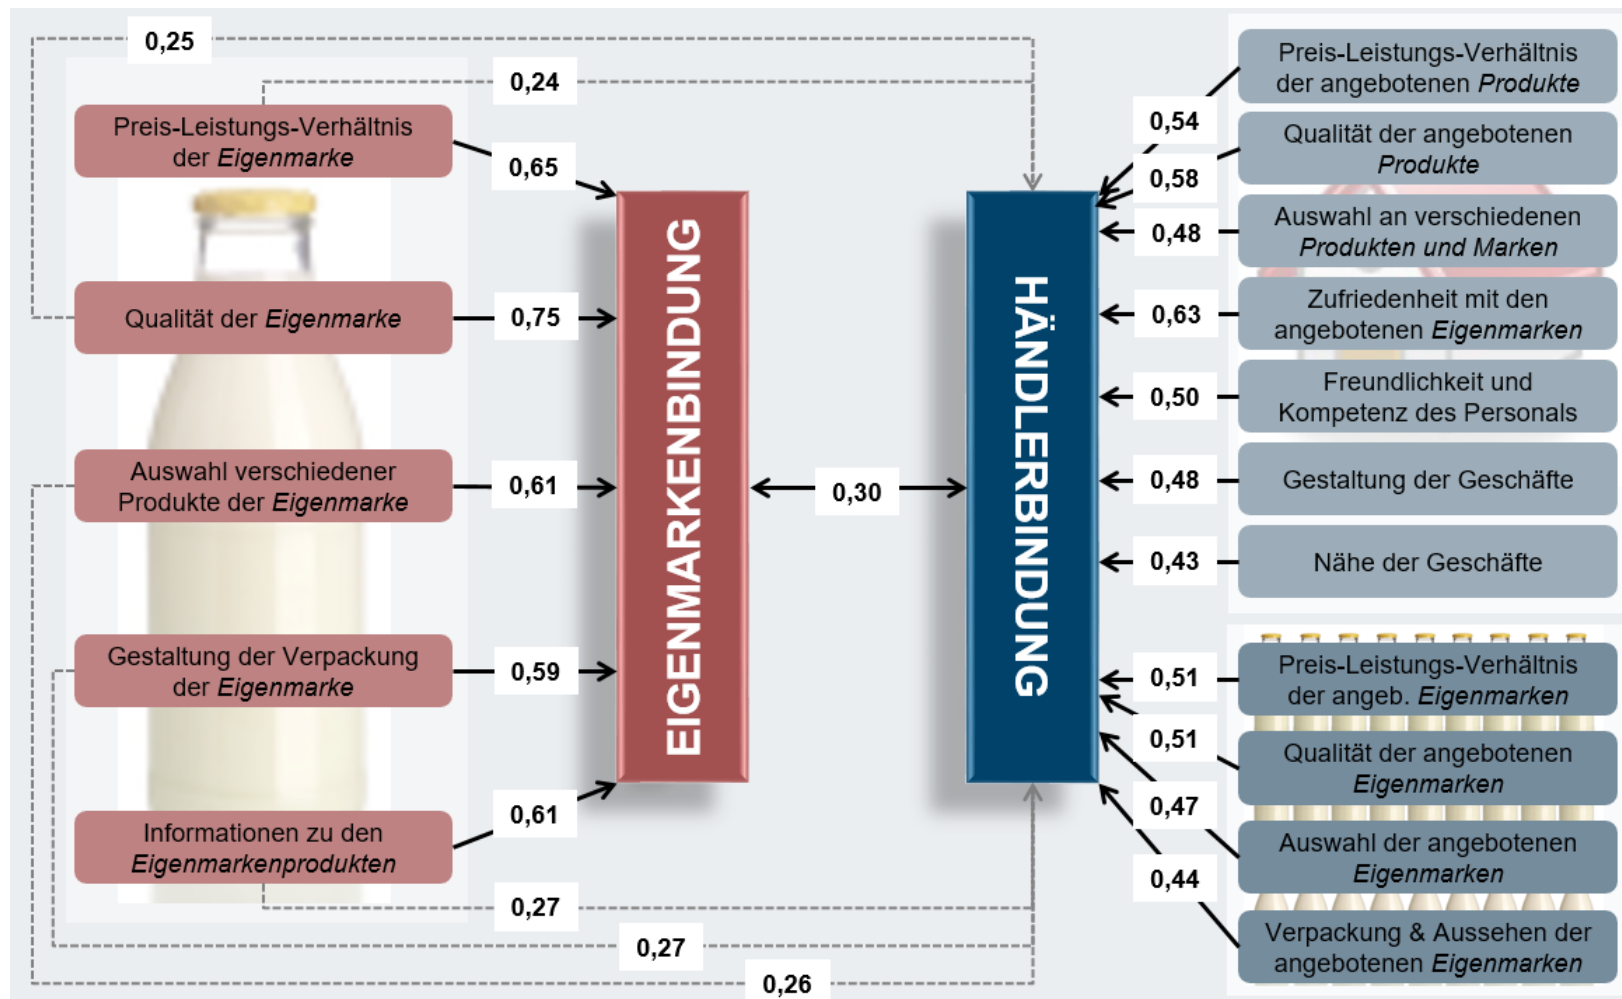 0,25
0,24
Preis-Leistungs-Verhältnis
der Eigenmarke
0,65
Qualität der Eigenmarke
0,75
Auswahl verschiedener
Produkte der Eigenmarke
0,61
Gestaltung der Verpackung
der Eigenmarke
0,59
Informationen zu den
Eigenmarkenprodukten
0,61
0,27
0,27
0,26
EIGENMARKENBINDUNG
0,30
HÄNDLERBINDUNG
0,54
Preis-Leistungs-Verhältnis
der angebotenen Produkte
0,58
Qualität der angebotenen
Produkte
0,48
Auswahl an verschiedenen
Produkten und Marken
0,63
Zufriedenheit mit den
angebotenen Eigenmarken
0,50
Freundlichkeit und
Kompetenz des Personals
0,48
Gestaltung der Geschäfte
0,43
Nähe der Geschäfte
0,51
Preis-Leistungs-Verhältnis
der angeb. Eigenmarken
0,51
Qualität der angebotenen
Eigenmarken
0,47
Auswahl der angebotenen
Eigenmarken
0,44
Verpackung & Aussehen der
angebotenen Eigenmarken